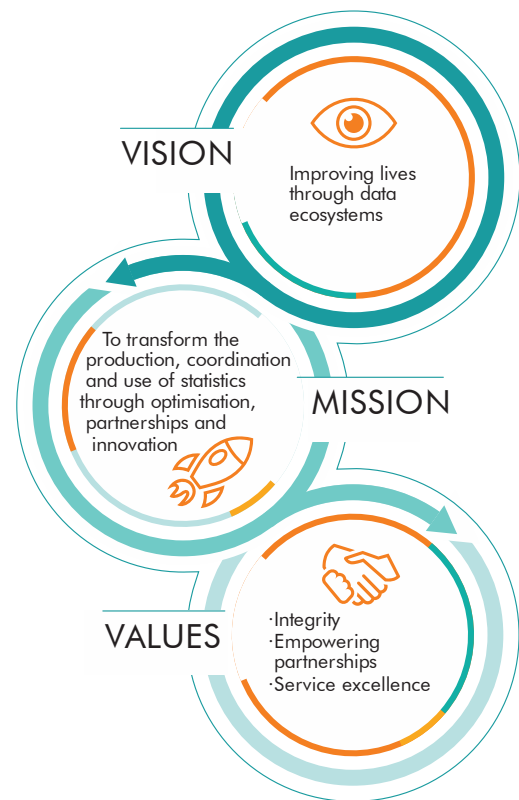 VISION
Improving lives
through data
ecosystems
To transform the
production, coordination
and use of statistics
through optimisation,
partnerships and
innovation
MISSION
VALUES
·Integrity
·Empowering
partnerships
·Service excellence